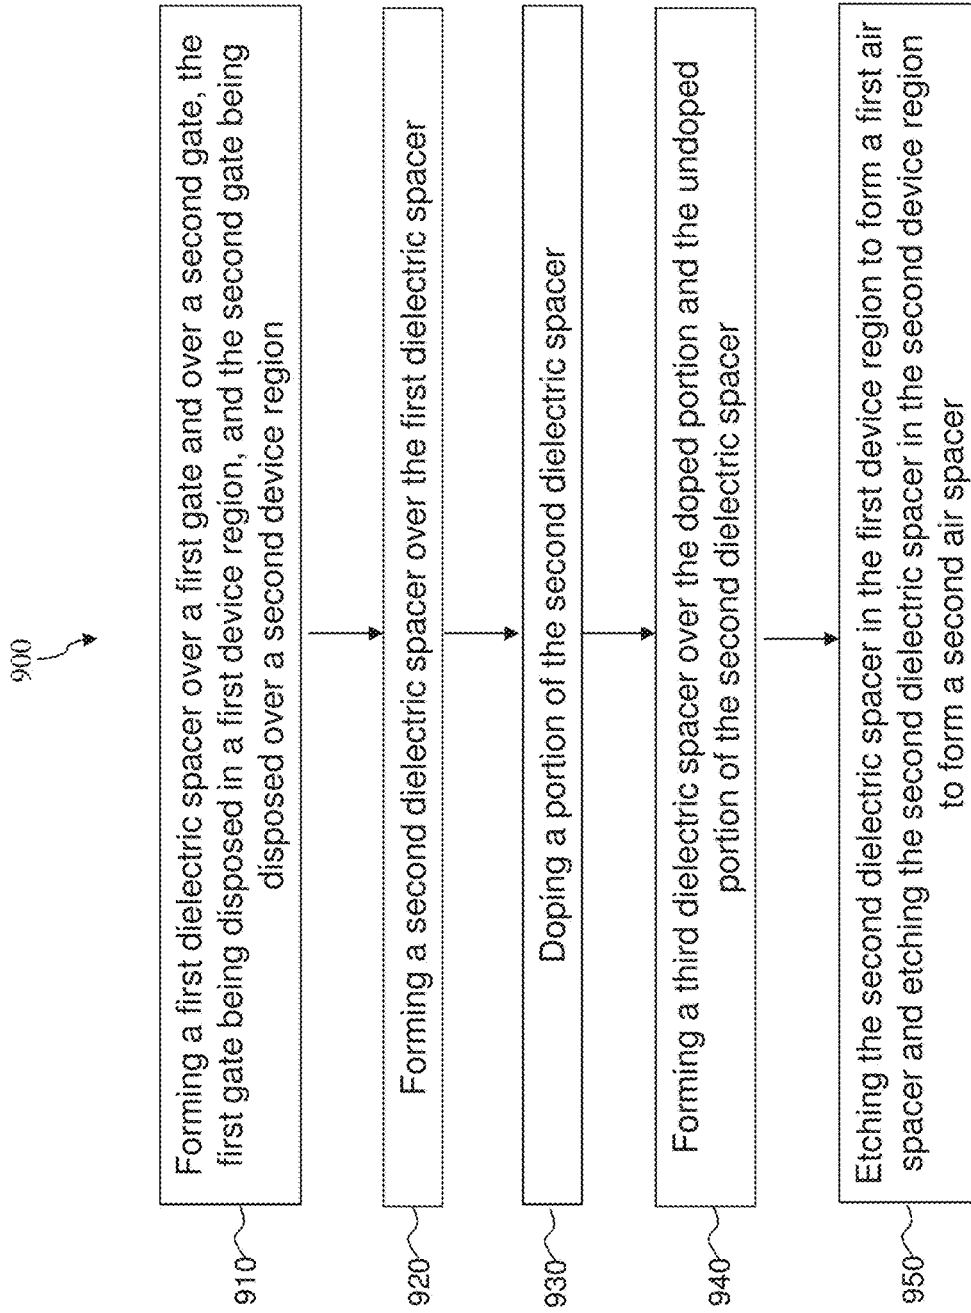 900
910
Forming a first dielectric spacer over a first gate and over a second gate, the
first gate being disposed in a first device region, and the second gate being
disposed over a second device region
920
Forming a second dielectric spacer over the first dielectric spacer
930
Doping a portion of the second dielectric spacer
940
Forming a third dielectric spacer over the doped portion and the undoped
portion of the second dielectric spacer
950
Etching the second dielectric spacer in the first device region to form a first air
spacer and etching the second dielectric spacer in the second device region
to form a second air spacer